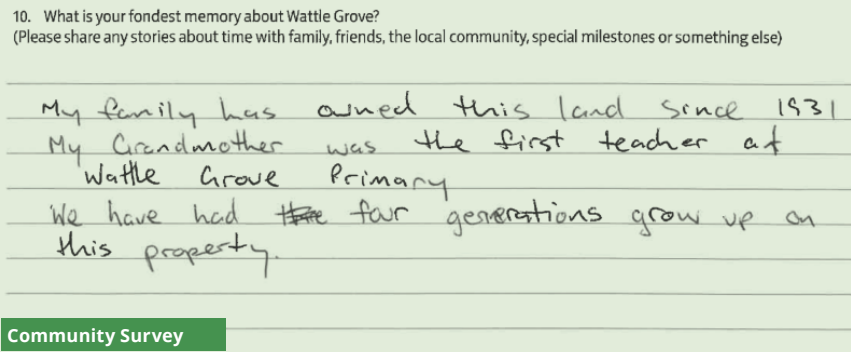 10. What is your fondest memory about Wattle Grove?
(Please share any stories about time with family, friends, the local community, special milestones or something else)
My family has owned this land since 1931
My Grandmother was the first teacher at
Wattle Grove Primary
We have had four generations grow up on
this property.
Community Survey